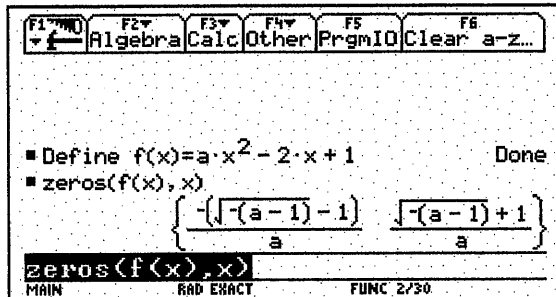 F1 F2 Algebra F3 Calc F4 Other F5 PrgmIO F6 Clear a-z…
▪Define f(x)=a·x² − 2·x + 1 Done
▪zeros(f(x),x)
{-(√(-(a − 1)) − 1)/a √(-(a − 1)) + 1/a}
zeros(f(x),x)
MAIN RAD EXACT FUNC 2/30